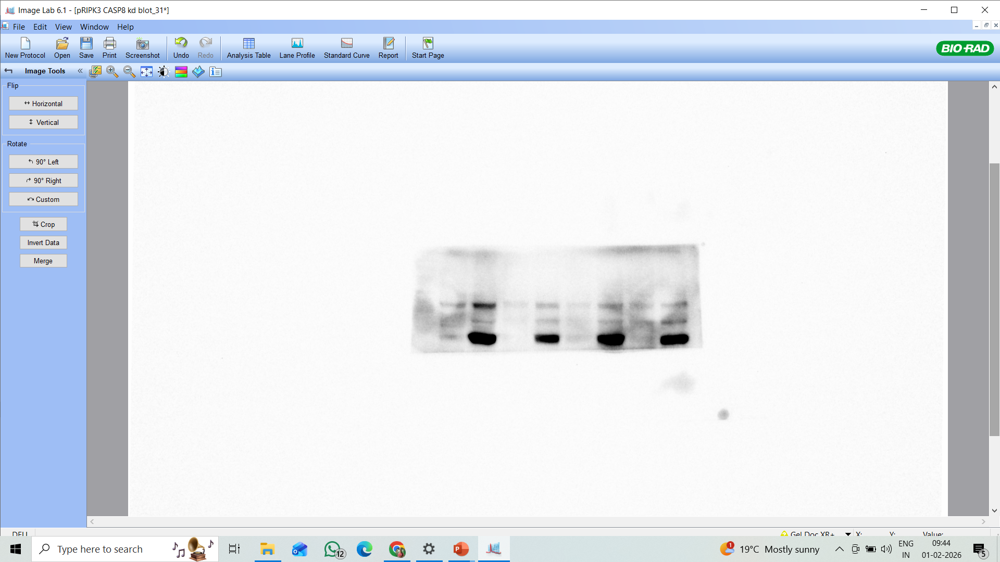 Image Lab 6.1 - [pRIPK3 CASP8 kd blot_31*]
File Edit View Window Help
New Protocol Open Save Print Screenshot Undo Redo Analysis Table Lane Profile Standard Curve Report Start Page
BIO-RAD
Image Tools
Flip
Horizontal
Vertical
Rotate
90° Left
90° Right
Custom
Crop
Invert Data
Merge
Gel Doc XR+ X: Y: Value:
Type here to search
12
1
19°C Mostly sunny
ENG
IN
09:44
01-02-2026
5